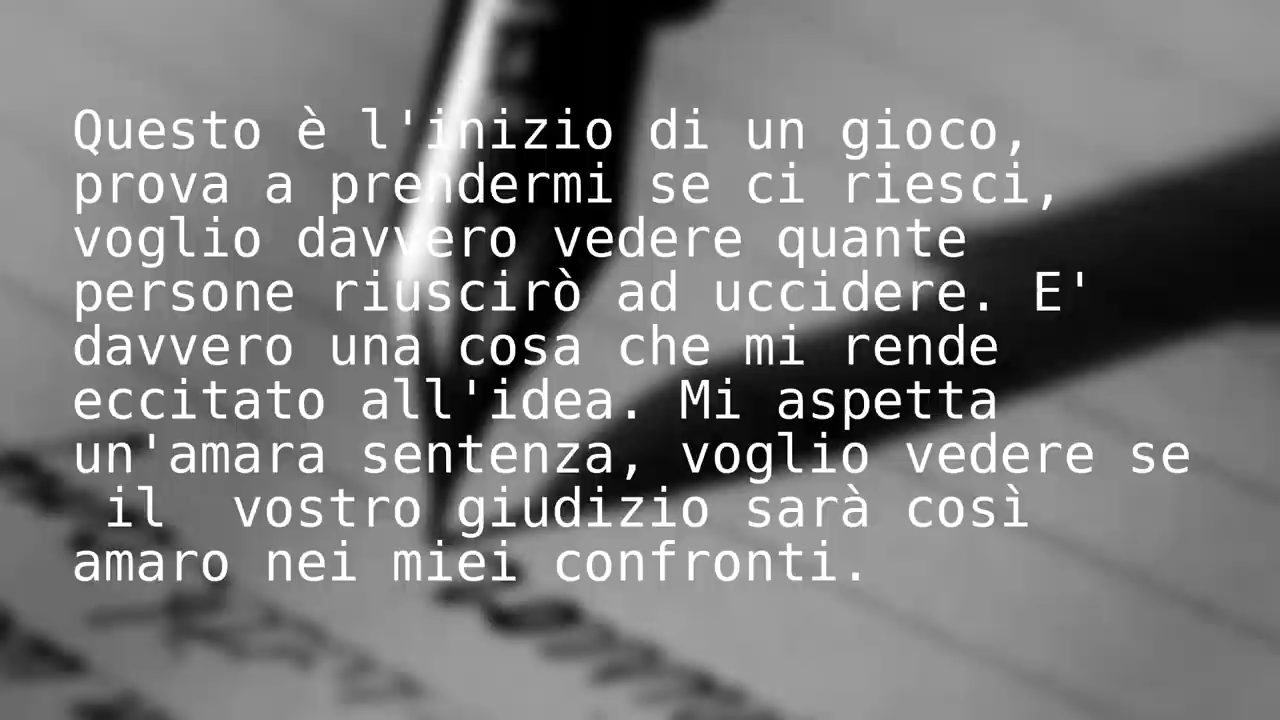 Questo è l'inizio di un gioco,
prova a prendermi se ci riesci,
voglio davvero vedere quante
persone riuscirò ad uccidere. E'
davvero una cosa che mi rende
eccitato all'idea. Mi aspetta
un'amara sentenza, voglio vedere se
il vostro giudizio sarà così
amaro nei miei confronti.